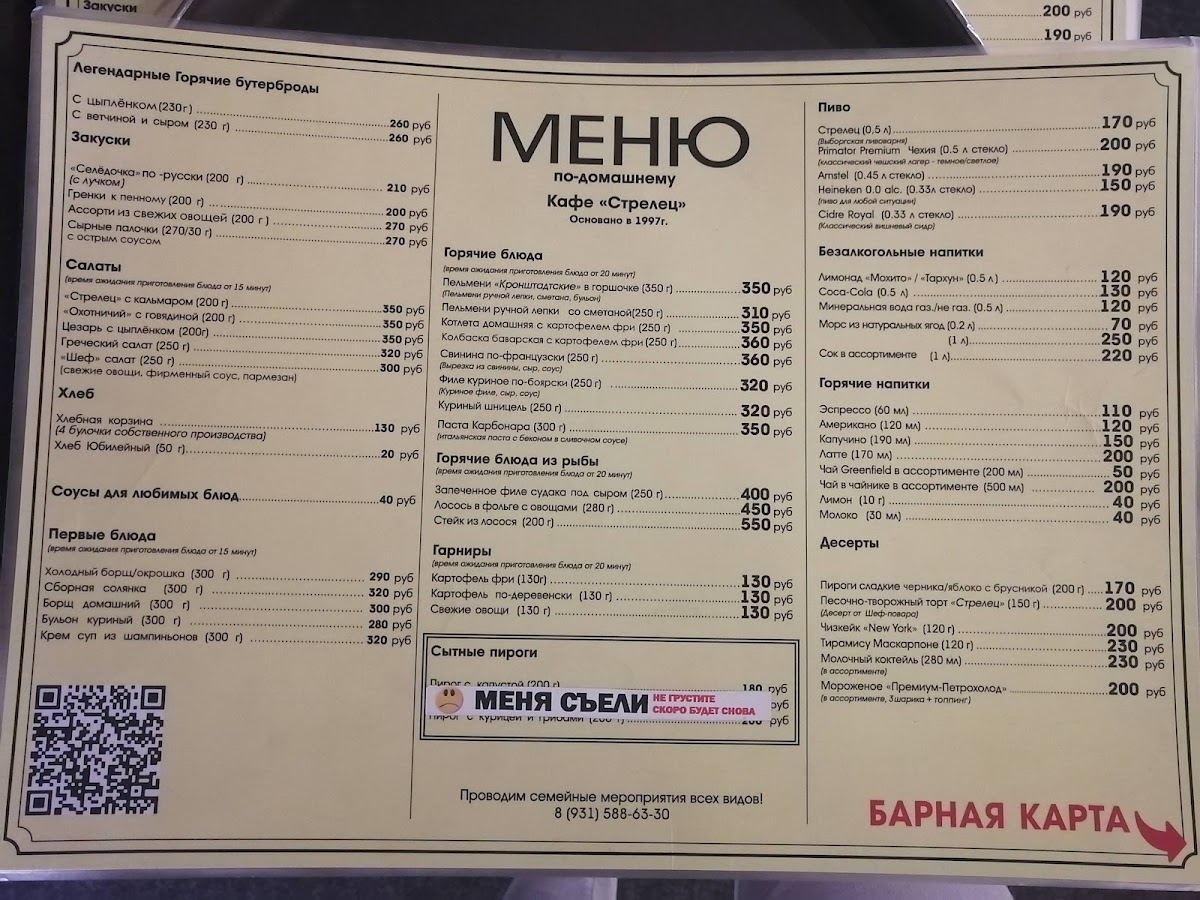 Закуски
200 руб
190 руб
Легендарные Горячие бутерброды
С цыплёнком (230г) 260 руб
С ветчиной и сыром (230 г) 260 руб
Закуски
«Селёдочка» по -русски (200 г) 210 руб
(с лучком)
Гренки к пенному (200 г) 200 руб
Ассорти из свежих овощей (200 г) 270 руб
Сырные палочки (270/30 г) 270 руб
с острым соусом
Салаты
(время ожидания приготовления блюда от 15 минут)
«Стрелец» с кальмаром (200 г) 350 руб
«Охотничий» с говядиной (200 г) 350 руб
Цезарь с цыплёнком (200г) 350 руб
Греческий салат (250 г) 320 руб
«Шеф» салат (250 г) 300 руб
(свежие овощи, фирменный соус, пармезан)
Хлеб
Хлебная корзина 130 руб
(4 булочки собственного производства)
Хлеб Юбилейный (50 г) 20 руб
Соусы для любимых блюд 40 руб
Первые блюда
(время ожидания приготовления блюда от 15 минут)
Холодный борщ/окрошка (300 г) 290 руб
Сборная солянка (300 г) 320 руб
Борщ домашний (300 г) 300 руб
Бульон куриный (300 г) 280 руб
Крем суп из шампиньонов (300 г) 320 руб
МЕНЮ
по-домашнему
Кафе «Стрелец»
Основано в 1997г.
Горячие блюда
(время ожидания приготовления блюда от 20 минут)
Пельмени «Кронштадтские» в горшочке (350 г) 350 руб
(Пельмени ручной лепки, сметана, бульон)
Пельмени ручной лепки со сметаной(250 г) 310 руб
Котлета домашняя с картофелем фри (250 г) 350 руб
Колбаска баварская с картофелем фри (250 г) 360 руб
Свинина по-французски (250 г) 360 руб
(Вырезка из свинины, сыр, соус)
Филе куриное по-боярски (250 г) 320 руб
(Куриное филе, сыр, соус)
Куриный шницель (250 г) 320 руб
Паста Карбонара (300 г) 350 руб
(итальянская паста с беконом в сливочном соусе)
Горячие блюда из рыбы
(время ожидания приготовления блюда от 20 минут)
Запеченное филе судака под сыром (250 г) 400 руб
Лосось в фольге с овощами (280 г) 450 руб
Стейк из лосося (200 г) 550 руб
Гарниры
(время ожидания приготовления блюда от 20 минут)
Картофель фри (130г) 130 руб
Картофель по-деревенски (130 г) 130 руб
Свежие овощи (130 г) 130 руб
Сытные пироги
Пирог с капустой (200 г) 180 руб
МЕНЯ СЪЕЛИ НЕ ГРУСТИТЕ
СКОРО БУДЕТ СНОВА
руб
Пирог с курицей и грибами (200 г) 200 руб
Проводим семейные мероприятия всех видов!
8 (931) 588-63-30
Пиво
Стрелец (0,5 л) 170 руб
(Выборгская пивоварня)
Primator Premium Чехия (0.5 л стекло) 200 руб
(классический чешский лагер - темное/светлое)
Amstel (0.45 л стекло) 190 руб
Heineken 0.0 alc. (0.33л стекло) 150 руб
(пиво для любой ситуации)
Cidre Royal (0.33 л стекло) 190 руб
(Классический вишневый сидр)
Безалкогольные напитки
Лимонад «Мохито» / «Тархун» (0.5 л) 120 руб
Coca-Cola (0.5 л) 130 руб
Минеральная вода газ./не газ. (0.5 л) 120 руб
Морс из натуральных ягод (0.2 л) 70 руб
(1 л) 250 руб
Сок в ассортименте (1 л) 220 руб
Горячие напитки
Эспрессо (60 мл) 110 руб
Американо (120 мл) 120 руб
Капучино (190 мл) 150 руб
Латте (170 мл) 200 руб
Чай Greenfield в ассортименте (200 мл) 50 руб
Чай в чайнике в ассортименте (500 мл) 200 руб
Лимон (10 г) 40 руб
Молоко (30 мл) 40 руб
Десерты
Пироги сладкие черника/яблоко с брусникой (200 г) 170 руб
Песочно-творожный торт «Стрелец» (150 г) 200 руб
(Десерт от Шеф-повара)
Чизкейк «New York» (120 г) 200 руб
Тирамису Маскарпоне (120 г) 230 руб
Молочный коктейль (280 мл) 230 руб
(в ассортименте)
Мороженое «Премиум-Петрохолод» 200 руб
(в ассортименте, 3шарика + топпинг)
БАРНАЯ КАРТА